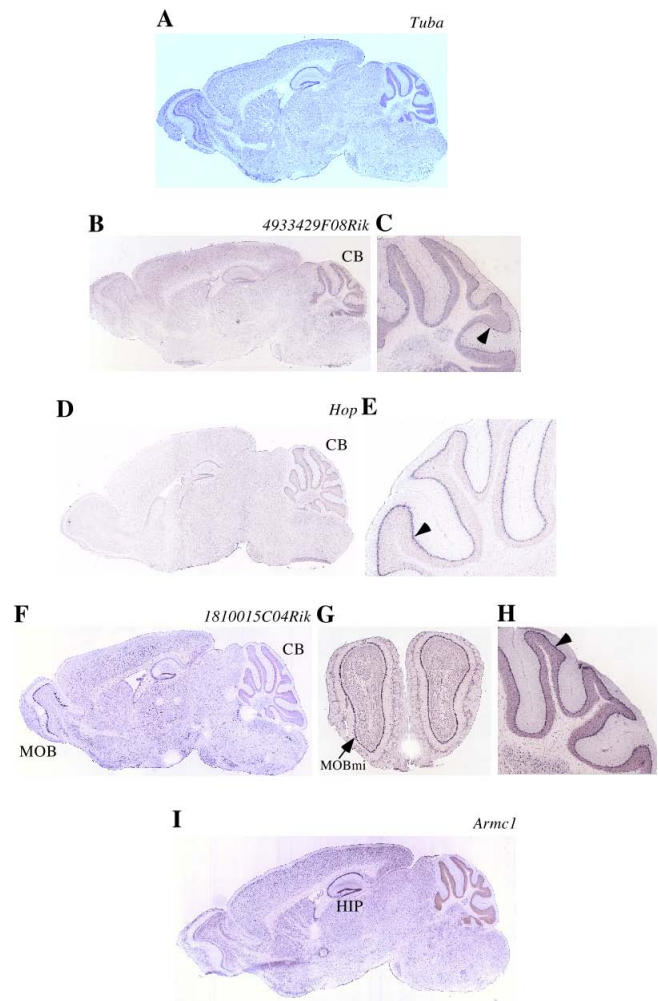 A
Tuba
B
4933429F08Rik
C
CB
D
Hop
E
CB
F
1810015C04Rik
G
H
CB
MOB
MOBmi
I
Armc1
HIP